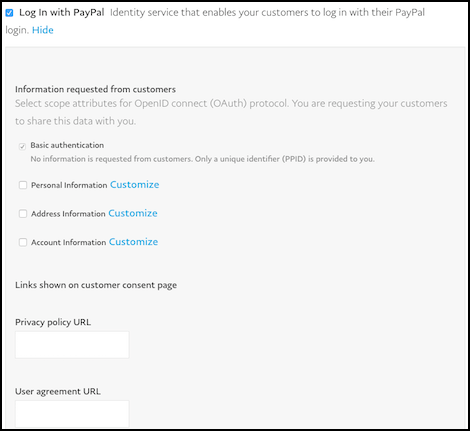 Log In with PayPal Identity service that enables your customers to log in with their PayPal
login. Hide
Information requested from customers
Select scope attributes for OpenID connect (OAuth) protocol. You are requesting your customers
to share this data with you.
Basic authentication
No information is requested from customers. Only a unique identifier (PPID) is provided to you.
Personal Information Customize
Address Information Customize
Account Information Customize
Links shown on customer consent page
Privacy policy URL
User agreement URL